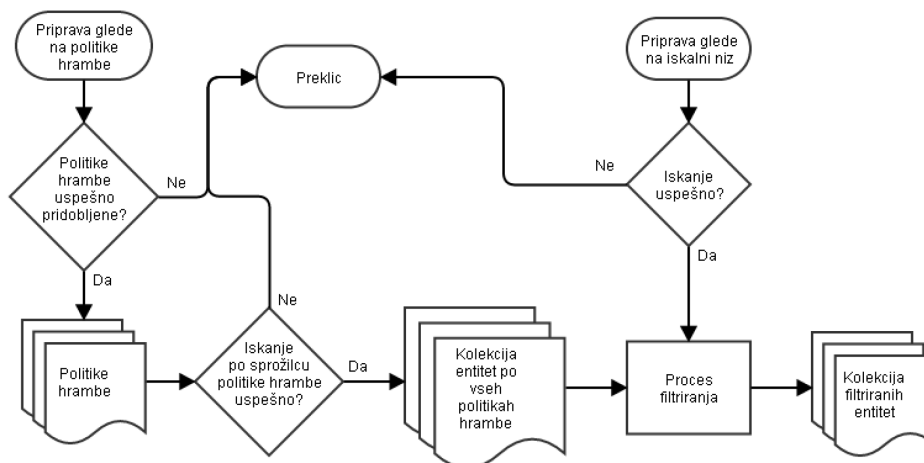 Priprava glede
na politike
hrambe
Preklic
Priprava glede
na iskalni niz
Politike
hrambe
uspešno
pridobljene?
Ne
Ne
Iskanje
uspešno?
Da
Da
Ne
Politike
hrambe
Iskanje
po sprožilcu
politike hrambe
uspešno?
Da
Kolekcija
entitet po
vseh
politikah
hrambe
Proces
filtriranja
Kolekcija
filtriranih
entitet